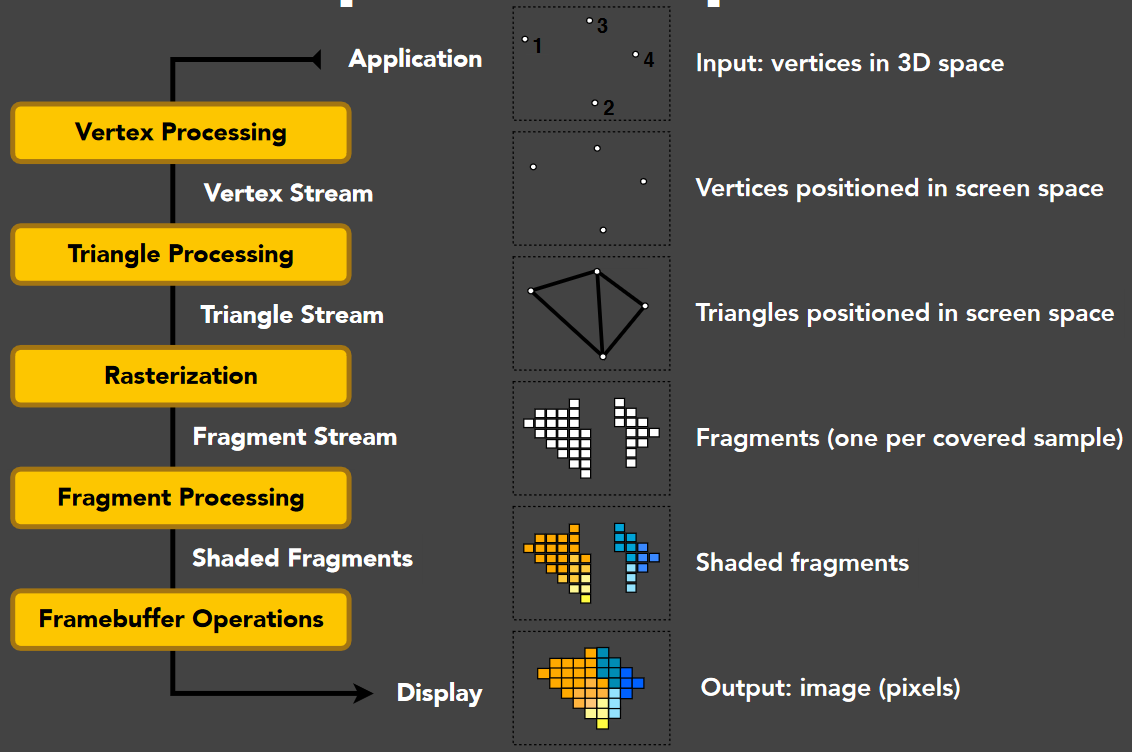 Application
3
1
4
2
Input: vertices in 3D space
Vertex Processing
Vertex Stream
Vertices positioned in screen space
Triangle Processing
Triangle Stream
Triangles positioned in screen space
Rasterization
Fragment Stream
Fragments (one per covered sample)
Fragment Processing
Shaded Fragments
Shaded fragments
Framebuffer Operations
Display
Output: image (pixels)